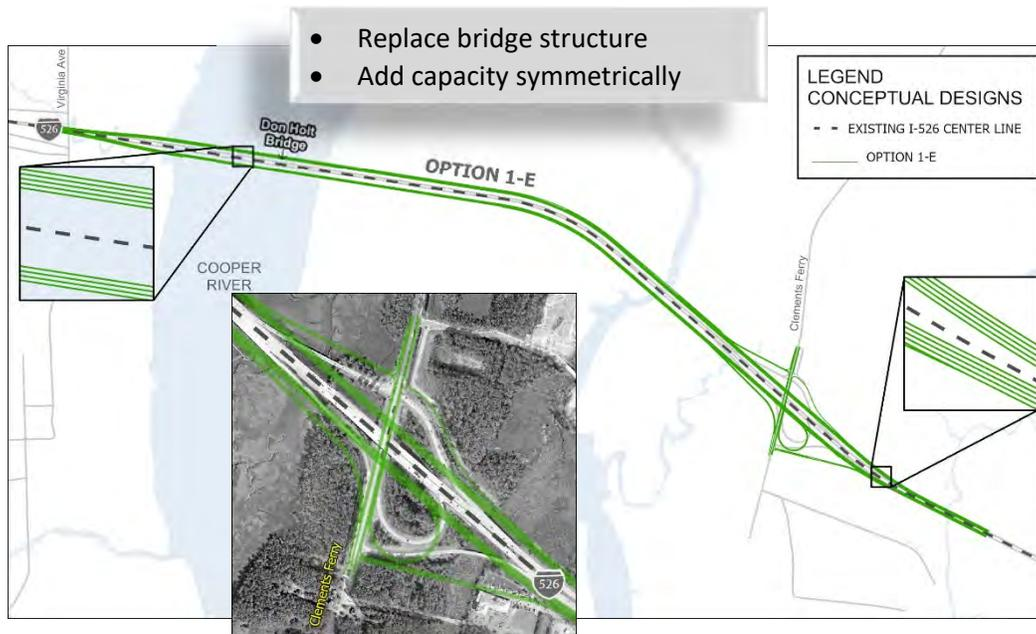 • Replace bridge structure
• Add capacity symmetrically
LEGEND
CONCEPTUAL DESIGNS
EXISTING I-526 CENTER LINE
OPTION 1-E
Virginia Ave
526
Don Holt
Bridge
OPTION 1-E
COOPER
RIVER
Clements Ferry
Clements Ferry
526